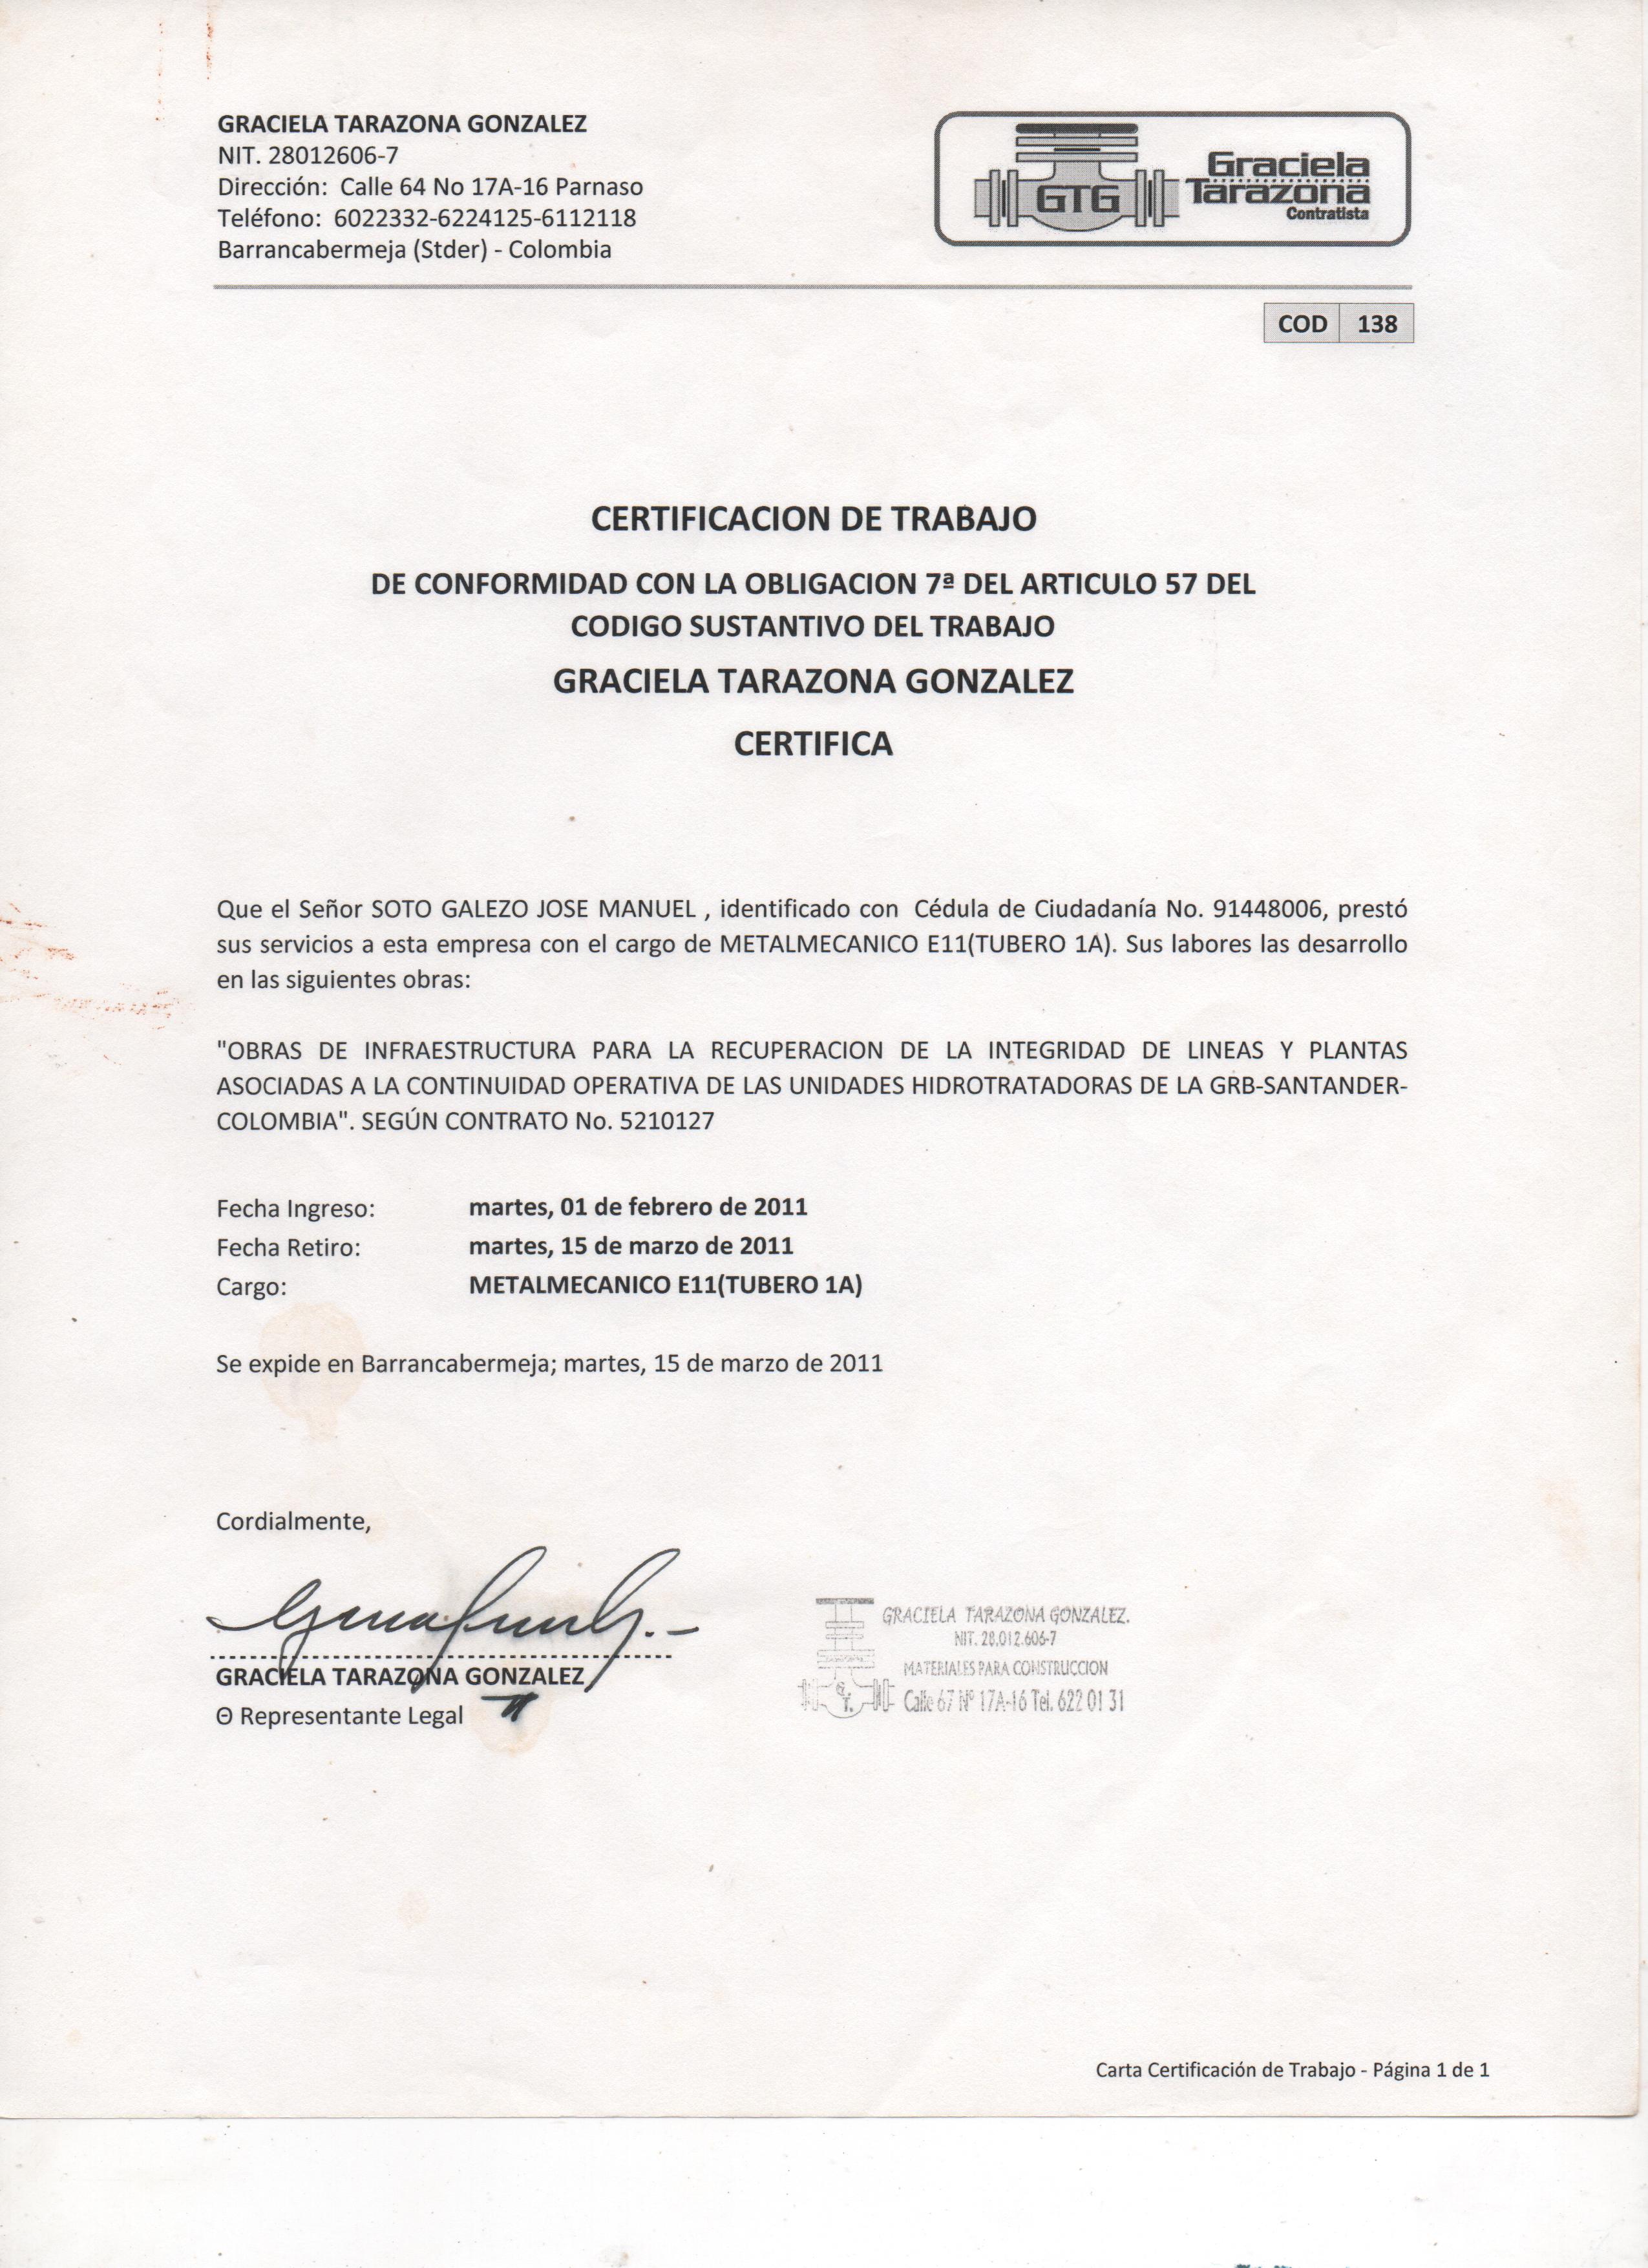 GRACIELA TARAZONA GONZALEZ
NIT. 28012606-7
Dirección: Calle 64 No 17A-16 Parnaso
Teléfono: 6022332-6224125-6112118
Barrancabermeja (Stder) - Colombia
GTG
Graciela
Tarazona
Contratista
COD 138
CERTIFICACION DE TRABAJO
DE CONFORMIDAD CON LA OBLIGACION 7ª DEL ARTICULO 57 DEL
CODIGO SUSTANTIVO DEL TRABAJO
GRACIELA TARAZONA GONZALEZ
CERTIFICA
Que el Señor SOTO GALEZO JOSE MANUEL , identificado con Cédula de Ciudadanía No. 91448006, prestó
sus servicios a esta empresa con el cargo de METALMECANICO E11(TUBERO 1A). Sus labores las desarrollo
en las siguientes obras:
"OBRAS DE INFRAESTRUCTURA PARA LA RECUPERACION DE LA INTEGRIDAD DE LINEAS Y PLANTAS
ASOCIADAS A LA CONTINUIDAD OPERATIVA DE LAS UNIDADES HIDROTRATADORAS DE LA GRB-SANTANDER-
COLOMBIA". SEGÚN CONTRATO No. 5210127
Fecha Ingreso: martes, 01 de febrero de 2011
Fecha Retiro: martes, 15 de marzo de 2011
Cargo: METALMECANICO E11(TUBERO 1A)
Se expide en Barrancabermeja; martes, 15 de marzo de 2011
Cordialmente,
GRACIELA TARAZONA GONZALEZ
Θ Representante Legal
GRACIELA TARAZONA GONZALEZ.
NIT. 28.012.606-7
MATERIALES PARA CONSTRUCCION
G.
T.
Calle 67 Nº 17A-16 Tel. 622 01 31
Carta Certificación de Trabajo - Página 1 de 1